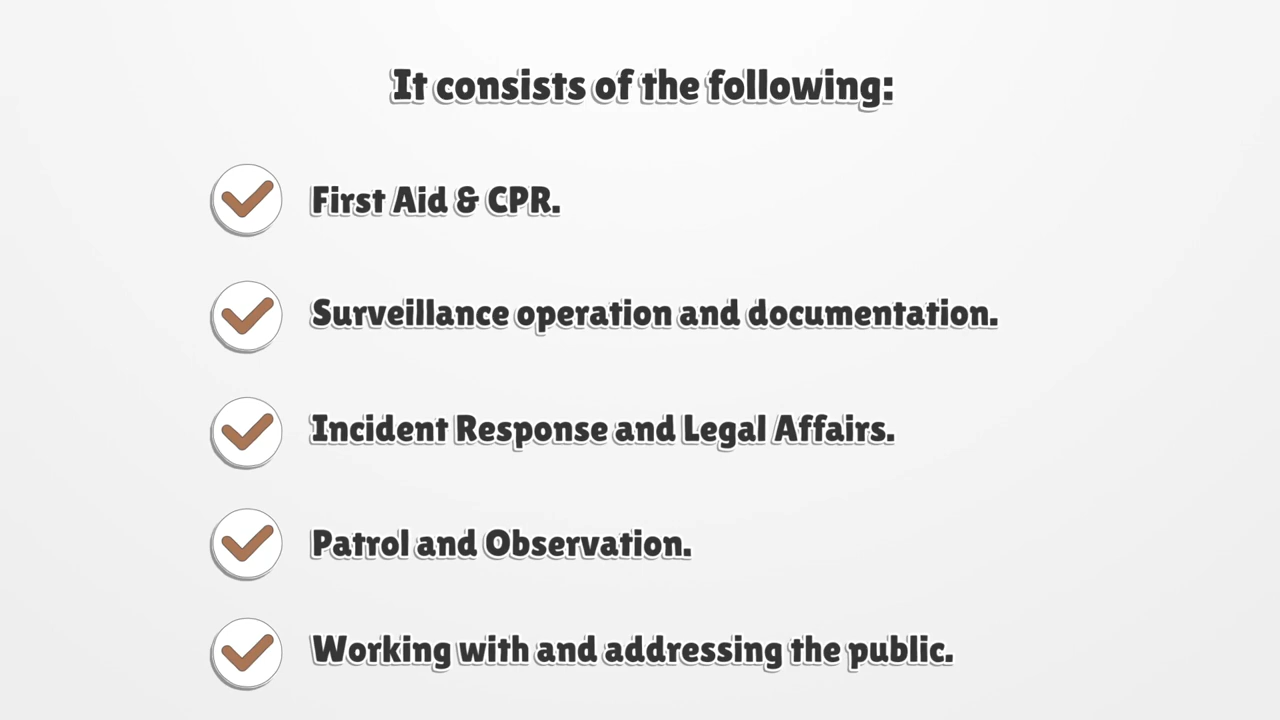 It consists of the following:
First Aid & CPR.
Surveillance operation and documentation.
Incident Response and Legal Affairs.
Patrol and Observation.
Working with and addressing the public.